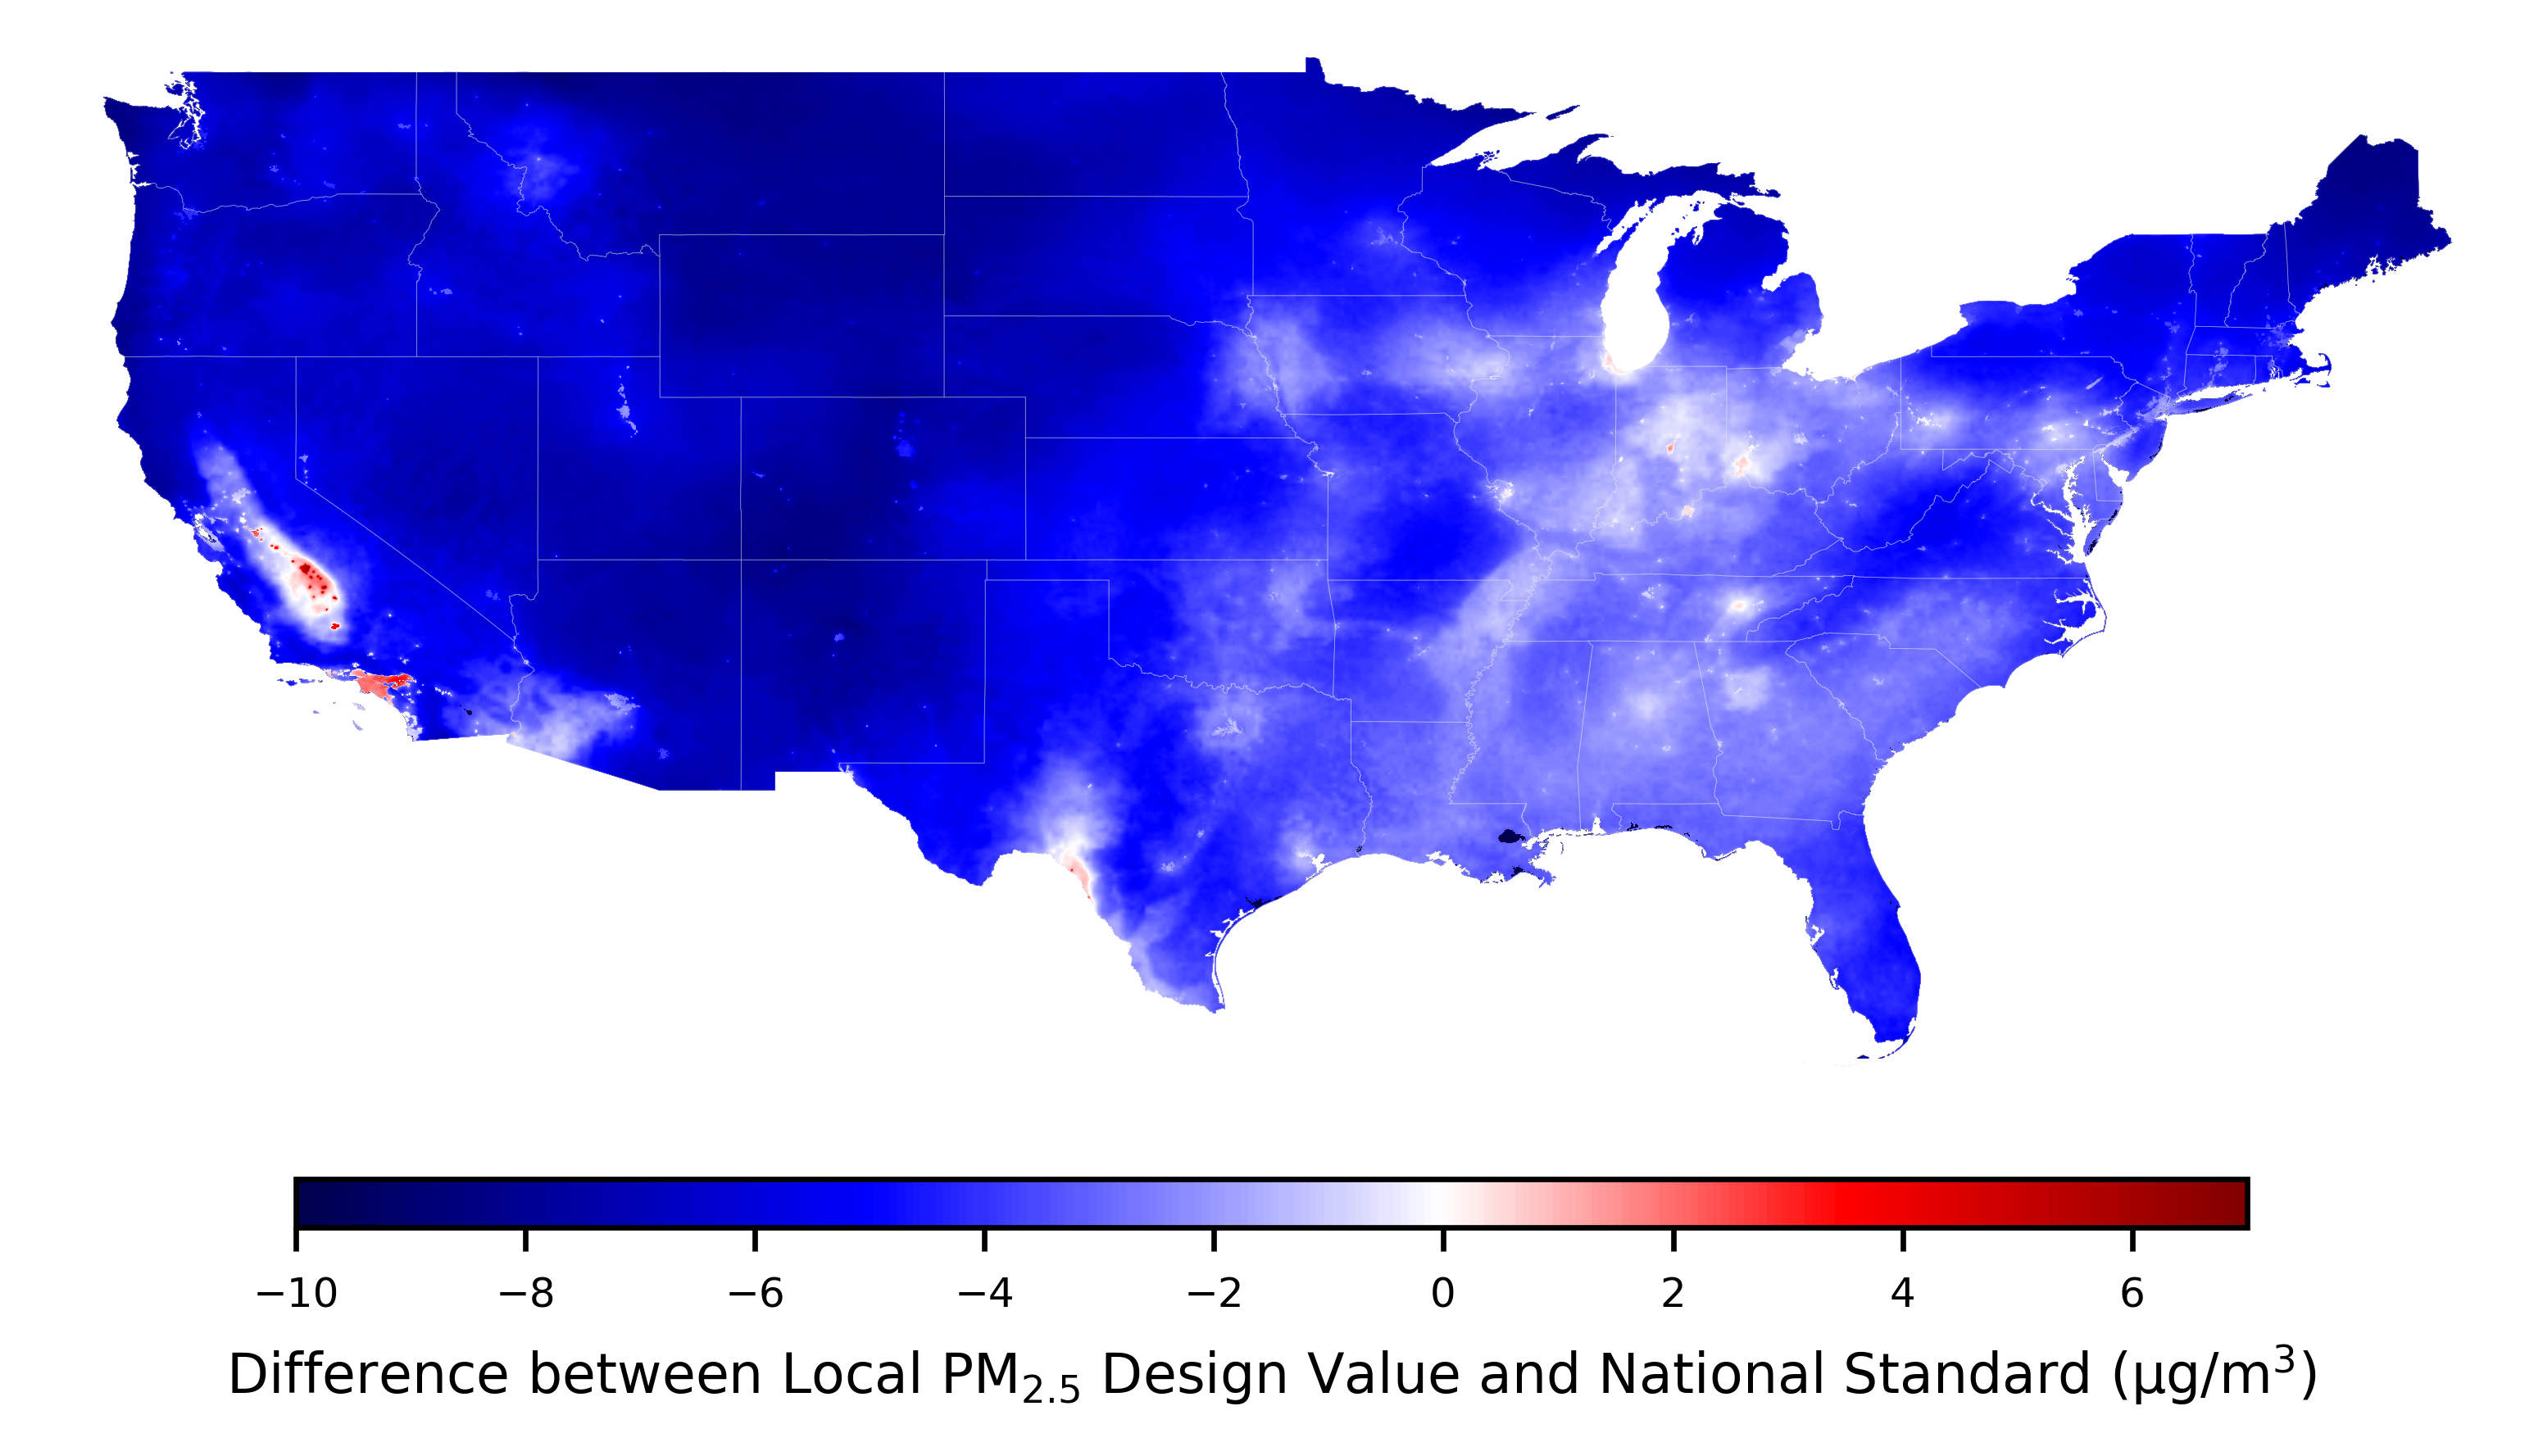 −10 −8 −6 −4 −2 0 2 4 6
Difference between Local PM₂.₅ Design Value and National Standard (μg/m³)